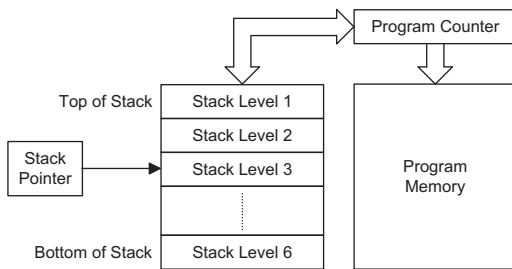 Program Counter
Top of Stack
Stack Level 1
Stack Level 2
Stack
Pointer
Stack Level 3
Program
Memory
Bottom of Stack
Stack Level 6